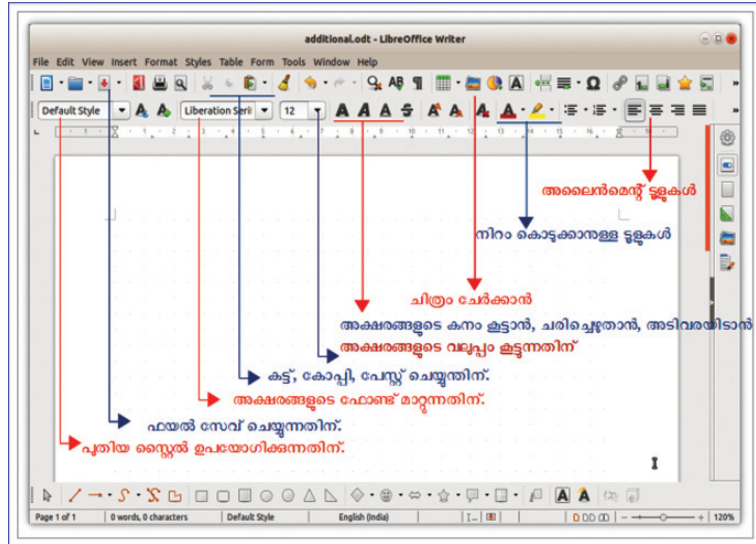 additional.odt - LibreOffice Writer
File Edit View Insert Format Styles Table Form Tools Window Help
Default Style Liberation Seri 12
അലൈൻമെന്റ് ടൂളുകൾ
നിറം കൊടുക്കാനുള്ള ടൂളുകൾ
ചിത്രം ചേർക്കാൻ
അക്ഷരങ്ങളുടെ കനം കൂട്ടാൻ, ചരിച്ചെഴുതാൻ, അടിവരയിടാൻ
അക്ഷരങ്ങളുടെ വലുപ്പം കൂട്ടുന്നതിന്
കട്ട്, കോപ്പി, പേസ്റ്റ് ചെയ്യുന്തിന്.
അക്ഷരങ്ങളുടെ ഫോണ്ട് മാറ്റുന്നതിന്.
ഫയൽ സേവ് ചെയ്യുന്നതിന്.
പുതിയ സ്റ്റൈൽ ഉപയോഗിക്കുന്നതിന്.
Page 1 of 1 0 words, 0 characters Default Style English (India) 120%